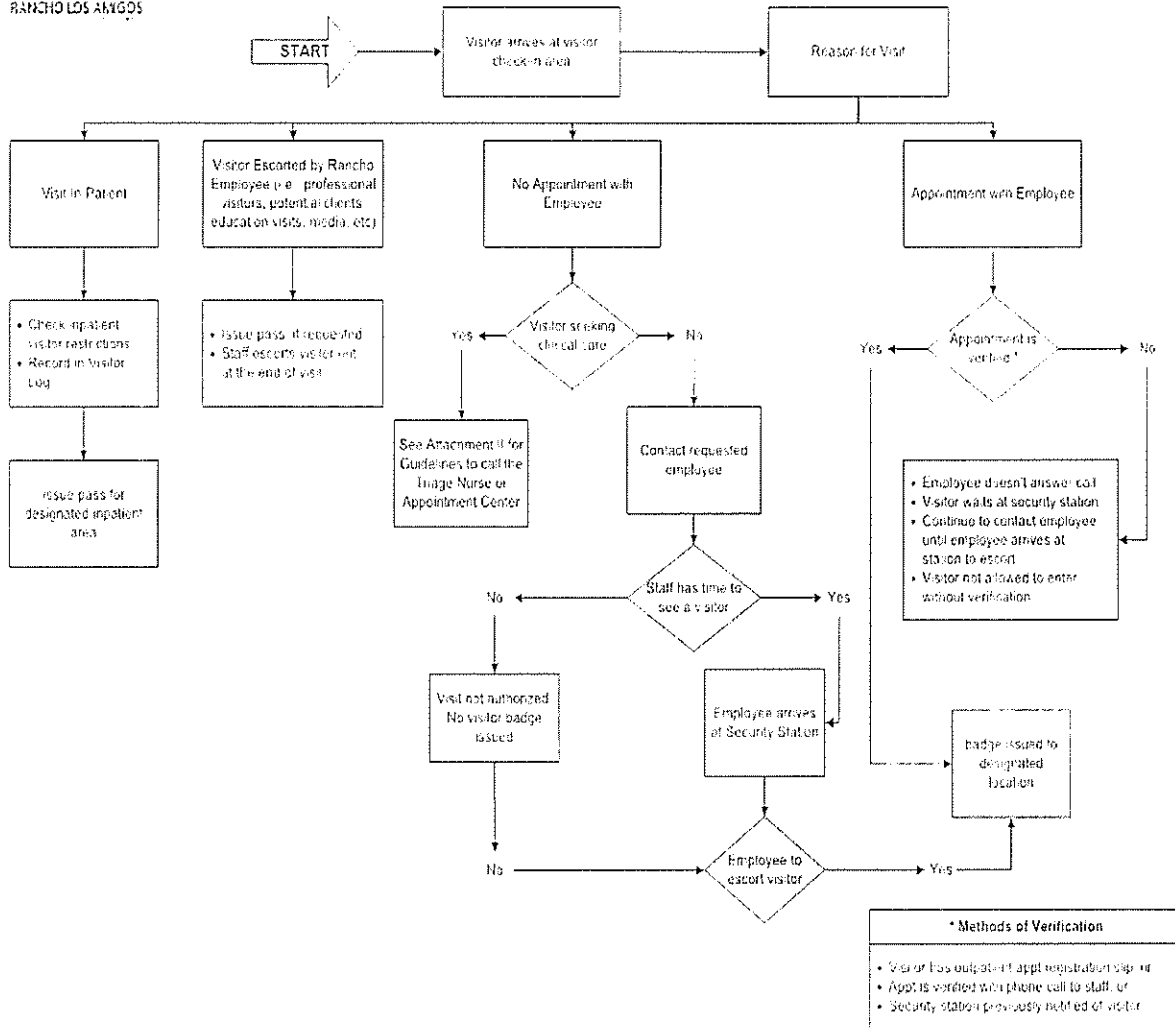 RANCHO LOS AMIGOS
START
Visitor arrives at visitor
check-in area
Reason for Visit
Visit In-Patient
Visitor Escorted by Rancho
Employee (i.e. professional
visitors, potential clients
education visits, media, etc)
No Appointment with
Employee
Appointment with Employee
• Check inpatient
visitor restrictions
• Record in Visitor
Log
• Issue pass, if requested
• Staff escorts visitor out
at the end of visit
Yes
Visitor seeking
clinical care
No
Yes
Appointment is
verified *
No
Issue pass for
designated inpatient
area
See Attachment II for
Guidelines to call the
Triage Nurse or
Appointment Center
Contact requested
employee
• Employee doesn't answer call
• Visitor waits at security station
• Continue to contact employee
until employee arrives at
station to escort
• Visitor not allowed to enter
without verification
No
Staff has time to
see a visitor
Yes
Visit not authorized
No visitor badge
issued
Employee arrives
at Security Station
badge issued to
designated
location
No
Employee to
escort visitor
Yes
* Methods of Verification
• Visitor has outpatient appt registration slip, or
• Appt is verified with phone call to staff, or
• Security station previously notified of visitor